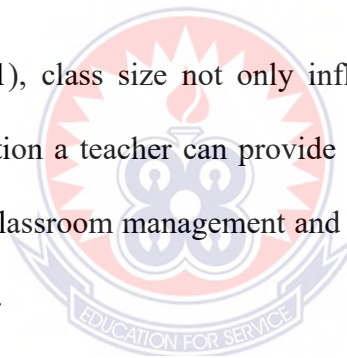 1), class size not only infl
tion a teacher can provide
lassroom management and
.
EDUCATION FOR SERVICE